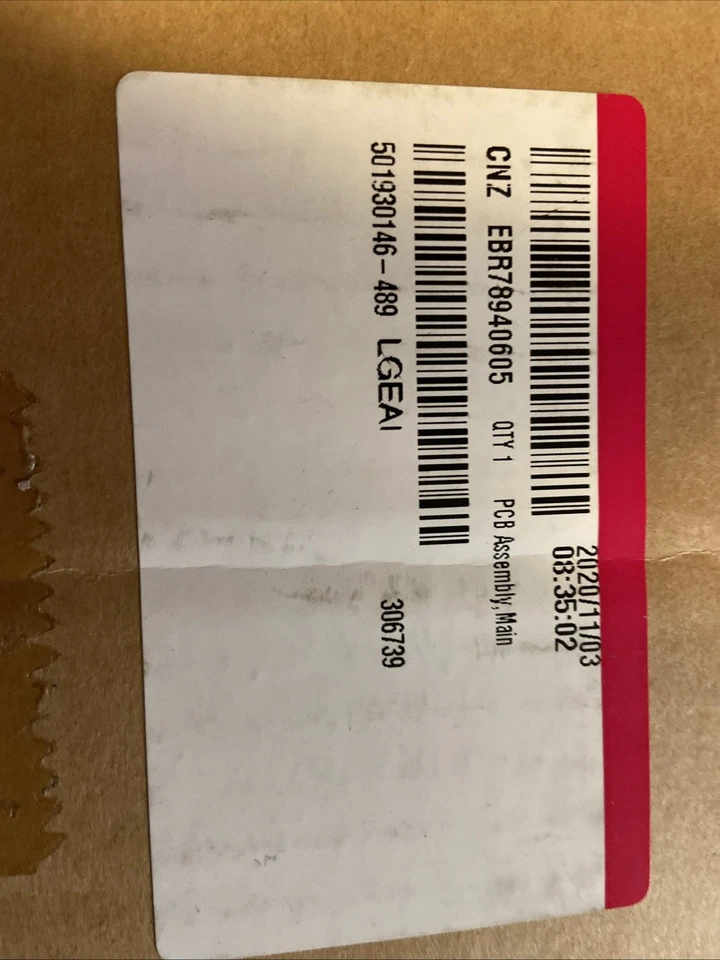 2020/11/03
08:35:02
CNZ EBR78940605 QTY 1 PCB Assembly, Main
501930146-489 LGEAI 306739